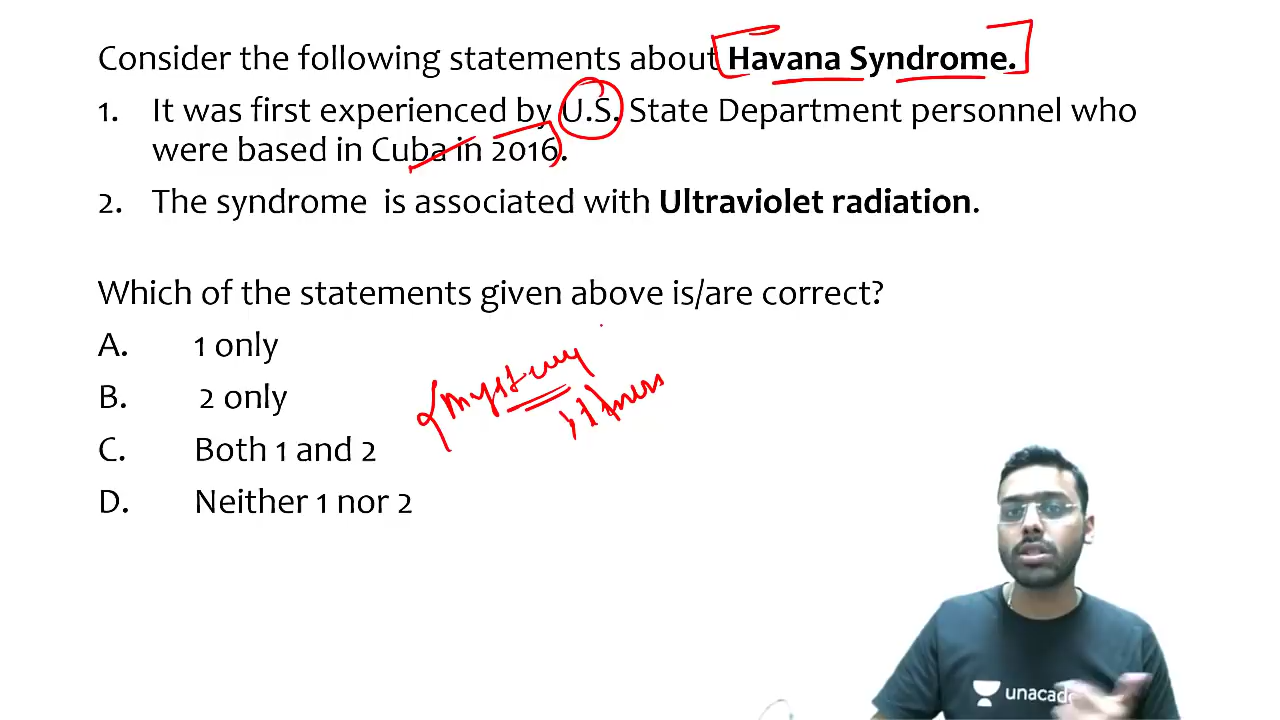 Consider the following statements about Havana Syndrome.
1. It was first experienced by U.S. State Department personnel who
were based in Cuba in 2016.
2. The syndrome is associated with Ultraviolet radiation.
Which of the statements given above is/are correct?
A. 1 only
B. 2 only
mystery
illness
C. Both 1 and 2
D. Neither 1 nor 2